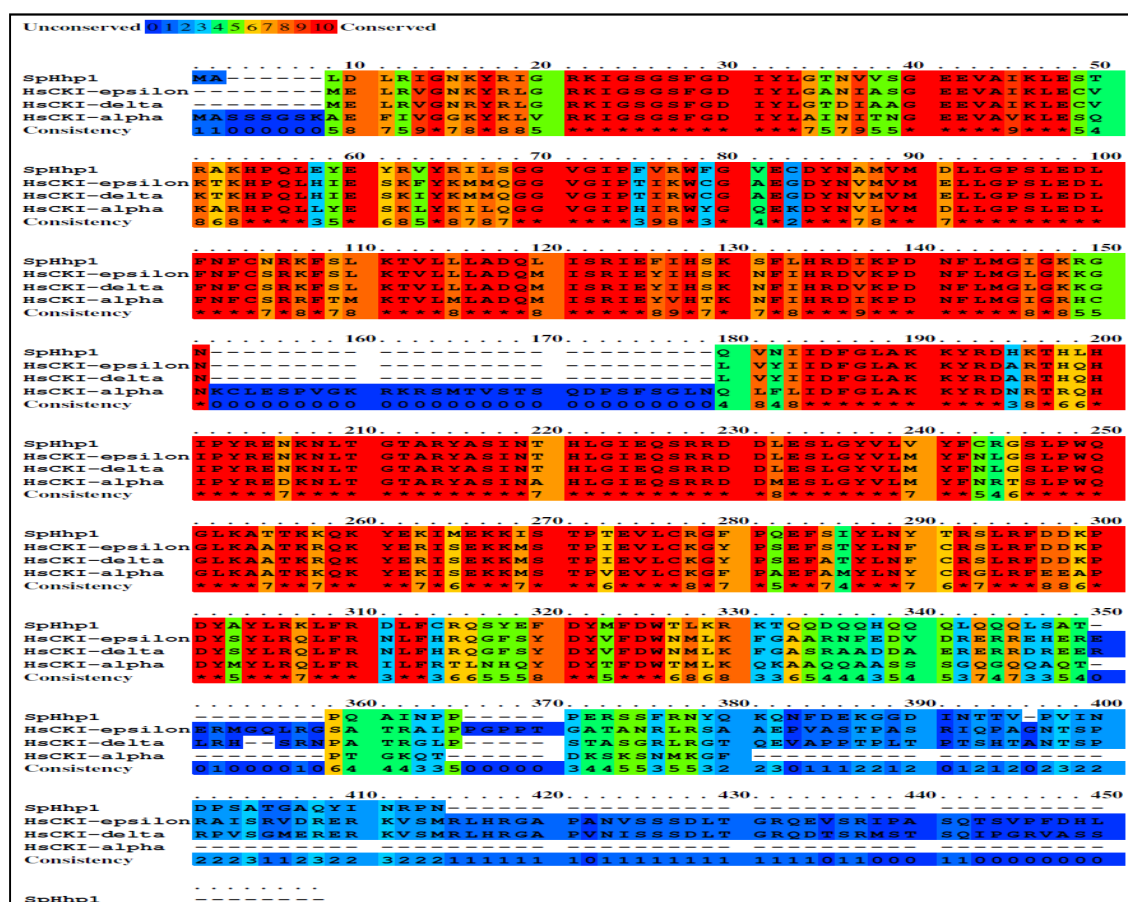 Unconserved 0 1 2 3 4 5 6 7 8 9 10 Conserved
. . . . . . . . . 10 . . . . . . . . . 20 . . . . . . . . . 30 . . . . . . . . . 40 . . . . . . . . . 50
SpHhp1 MA-------LD LRIGNKYRIG RKIGSGSFGD IYLGTNVVSG EEVAIKLEST
HsCKI-epsilon --------ME LRVGNKYRLG RKIGSGSFGD IYLGANIASG EEVAIKLECV
HsCKI-delta --------ME LRVGNRYRLG RKIGSGSFGD IYLGTDIAAG EEVAIKLECV
HsCKI-alpha MASSSGSKAE FIVGGKYKLV RKIGSGSFGD IYLAINITNG EEVAVKLESQ
Consistency 1100000058 759*78*885 ********** ***757955* ****9***54
. . . . . . . . . 60 . . . . . . . . . 70 . . . . . . . . . 80 . . . . . . . . . 90 . . . . . . . . . 100
SpHhp1 RAKHPQLEYE YRVYRILSGG VGIPFVRWFG VECDYNAMVM DLLGPSLEDL
HsCKI-epsilon KTKHPQLHIE SKFYKMMQGG VGIPTIKWCG AEGDYNVMVM ELLGPSLEDL
HsCKI-delta KTKHPQLHIE SKIYKMMQGG VGIPTIRWCG AEGDYNVMVM ELLGPSLEDL
HsCKI-alpha KARHPQLLYE SKLYKILQGG VGIPHIRWYG QEKDYNVLVM DLLGPSLEDL
Consistency 868****35* 685*8787** ****398*3* 4*2***78** 7*********
. . . . . . . . . 110 . . . . . . . . . 120 . . . . . . . . . 130 . . . . . . . . . 140 . . . . . . . . . 150
SpHhp1 FNFCNRKFSL KTVLLLADQL ISRIEFIHSK SFLHRDIKPD NFLMGIGKRG
HsCKI-epsilon FNFCSRKFSL KTVLLLADQM ISRIEYIHSK NFIHRDVKPD NFLMGLGKKG
HsCKI-delta FNFCSRKFSL KTVLLLADQM ISRIEYIHSK NFIHRDVKPD NFLMGLGKKG
HsCKI-alpha FNFCSRRFTM KTVLMLADQM ISRIEYVHTK NFIHRDIKPD NFLMGIGRHC
Consistency ****7*8*78 ****8****8 *****89*7* 7*8***9*** *****8*855
. . . . . . . . . 160 . . . . . . . . . 170 . . . . . . . . . 180 . . . . . . . . . 190 . . . . . . . . . 200
SpHhp1 N--------- ---------- ---------Q VNIIDFGLAK KYRDHKTHLH
HsCKI-epsilon N--------- ---------- ---------L VYIIDFGLAK KYRDARTHQH
HsCKI-delta N--------- ---------- ---------L VYIIDFGLAK KYRDARTHQH
HsCKI-alpha NKCLESPVGK RKRSMTVSTS QDPSFSGLNQ LFLIDFGLAK KYRDNRTRQH
Consistency *000000000 0000000000 0000000004 848******* ****38*66*
. . . . . . . . . 210 . . . . . . . . . 220 . . . . . . . . . 230 . . . . . . . . . 240 . . . . . . . . . 250
SpHhp1 IPYRENKNLT GTARYASINT HLGIEQSRRD DLESLGYVLV YFCRGSLPWQ
HsCKI-epsilon IPYRENKNLT GTARYASINT HLGIEQSRRD DLESLGYVLM YFNLGSLPWQ
HsCKI-delta IPYRENKNLT GTARYASINT HLGIEQSRRD DLESLGYVLM YFNLGSLPWQ
HsCKI-alpha IPYREDKNLT GTARYASINA HLGIEQSRRD DMESLGYVLM YFNRTSLPWQ
Consistency *****7**** *********7 ********** *8*******7 **546*****
. . . . . . . . . 260 . . . . . . . . . 270 . . . . . . . . . 280 . . . . . . . . . 290 . . . . . . . . . 300
SpHhp1 GLKATTKKQK YEKIMEKKIS TPTEVLCRGF PQEFSIYLNY TRSLRFDDKP
HsCKI-epsilon GLKAATKRQK YERISEKKMS TPIEVLCKGY PSEFSTYLNF CRSLRFDDKP
HsCKI-delta GLKAATKRQK YERISEKKMS TPIEVLCKGY PSEFATYLNF CRSLRFDDKP
HsCKI-alpha GLKAATKKQK YEKISEKKMS TPVEVLCKGF PAEFAMYLNY CRGLRFEEAP
Consistency ****7**7** **7*6***7* **6****8*7 *5**74***7 6*7***886*
. . . . . . . . . 310 . . . . . . . . . 320 . . . . . . . . . 330 . . . . . . . . . 340 . . . . . . . . . 350
SpHhp1 DYAYLRKLFR DLFCRQSYEF DYMFDWTLKR KTQQDQQHQQ QLQQQLSAT-
HsCKI-epsilon DYSYLRQLFR NLFHRQGFSY DYVFDWNMLK FGAARNPEDV DRERREHERE
HsCKI-delta DYSYLRQLFR NLFHRQGFSY DYVFDWNMLK FGASRAADDA ERERRDREER
HsCKI-alpha DYMYLRQLFR ILFRTLNHQY DYTFDWTMLK QKAAQQAASS SGQGQQAQT-
Consistency **5***7*** 3**3665558 **5***6868 3365444354 5374733540
. . . . . . . . . 360 . . . . . . . . . 370 . . . . . . . . . 380 . . . . . . . . . 390 . . . . . . . . . 400
SpHhp1 --------PQ AINPP----- PERSSFRNYQ KQNFDEKGGD INTTV-PVIN
HsCKI-epsilon ERMGQLRGSA TRALPPGPPT GATANRLRSA AEPVASTPAS RIQPAGNTSP
HsCKI-delta LRH--SRNPA TRGLP----- STASGRLRGT QEVAPPTPLT PTSHTANTSP
HsCKI-alpha --------PT GKQT------ DKSKSNMKGF ---------- ----------
Consistency 0100001064 4433500000 3445535532 2301112212 0121202322
. . . . . . . . . 410 . . . . . . . . . 420 . . . . . . . . . 430 . . . . . . . . . 440 . . . . . . . . . 450
SpHhp1 DPSATGAQYI NRPN------ ---------- ---------- ----------
HsCKI-epsilon RAISRVDRER KVSMRLHRGA PANVSSSDLT GRQEVSRIPA SQTSVPFDHL
HsCKI-delta RPVSGMERER KVSMRLHRGA PVNISSSDLT GRQDTSRMST SQIPGRVASS
HsCKI-alpha ---------- ---------- ---------- ---------- ----------
Consistency 2223112322 3222111111 1011111111 1111011000 1100000000
. . . . . . . .
SpHhp1 --------